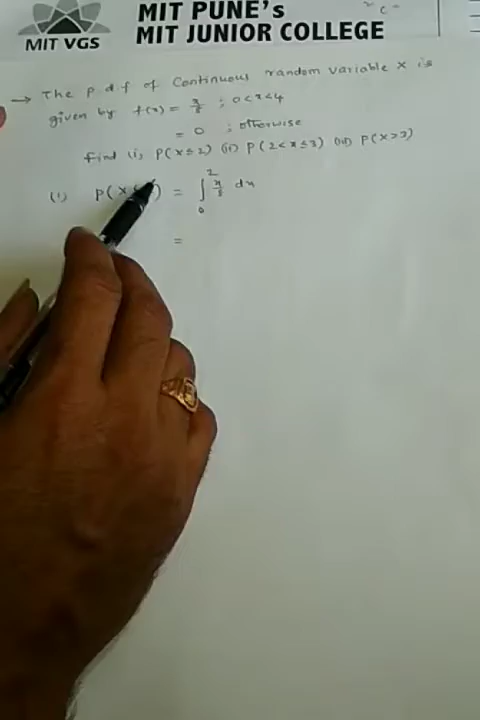 MIT PUNE's
MIT JUNIOR COLLEGE
MIT VGS
→ The p.d.f of Continuous random variable X is
given by f(x) = x/8 ; 0<x<4
= 0 ; otherwise
Find (i) P(x≤2) (ii) P(2<x≤3) (iii) P(x>3)
(i) P(x = ∫₀² x/8 dx
=